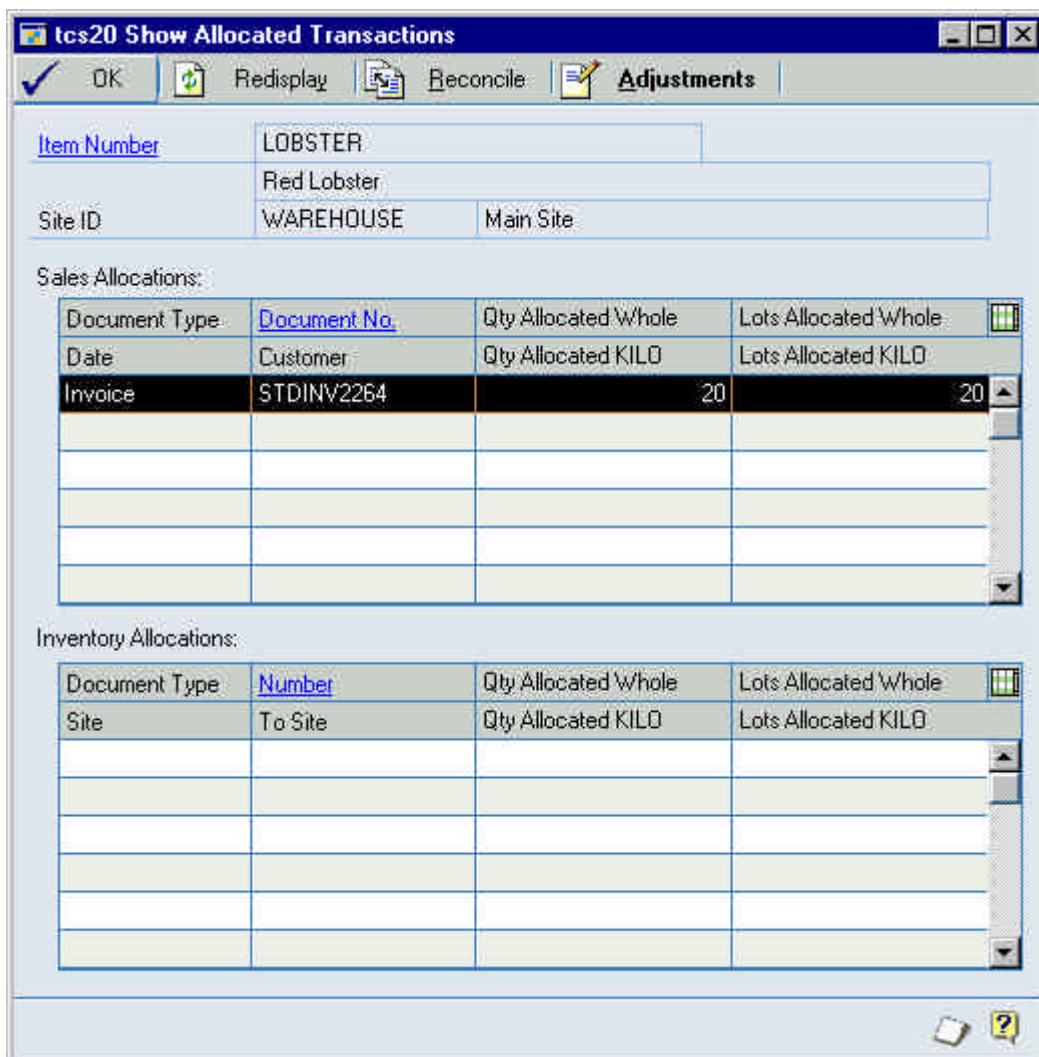 tcs20 Show Allocated Transactions
OK Redisplay Reconcile Adjustments
Item Number LOBSTER
Red Lobster
Site ID WAREHOUSE Main Site
Sales Allocations:
Document Type Document No. Qty Allocated Whole Lots Allocated Whole
Date Customer Qty Allocated KILO Lots Allocated KILO
Invoice STDINV2264 20 20
Inventory Allocations:
Document Type Number Qty Allocated Whole Lots Allocated Whole
Site To Site Qty Allocated KILO Lots Allocated KILO
?